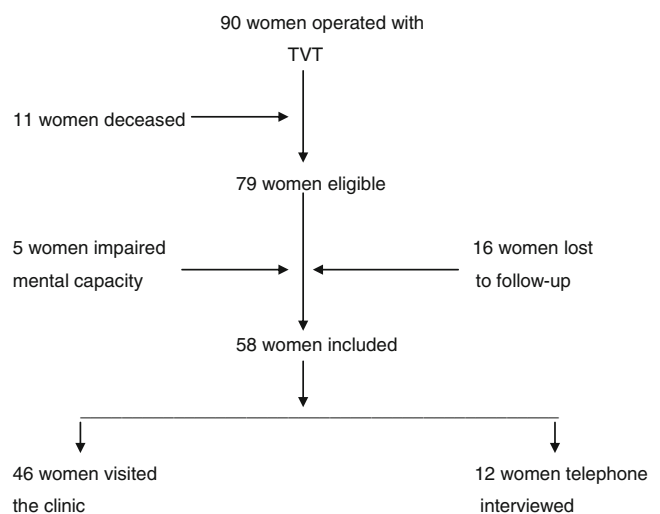 90 women operated with
TVT
11 women deceased
79 women eligible
5 women impaired
mental capacity
16 women lost
to follow-up
58 women included
46 women visited
the clinic
12 women telephone
interviewed